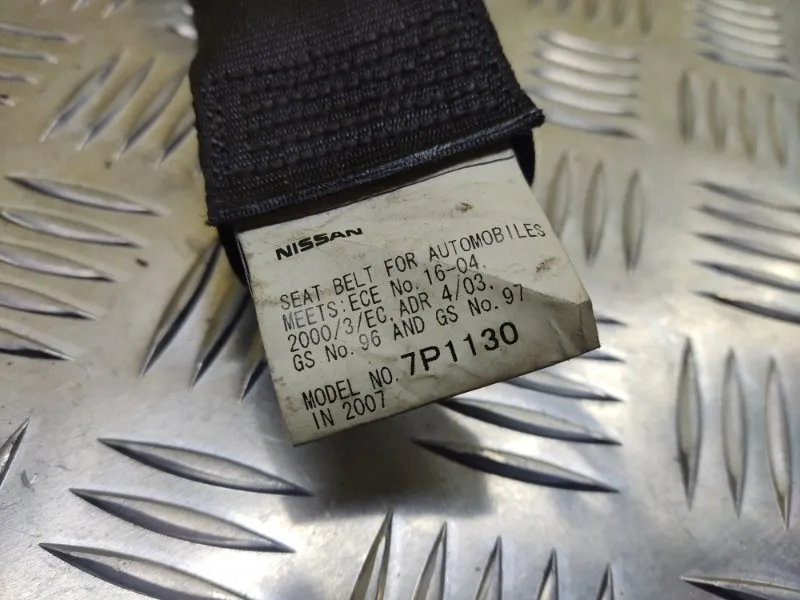 NISSAN
SEAT BELT FOR AUTOMOBILES
MEETS:ECE No. 16-04.
2000/3/EC, ADR 4/03.
GS No. 96 AND GS No. 97
MODEL NO. 7P1130
IN 2007